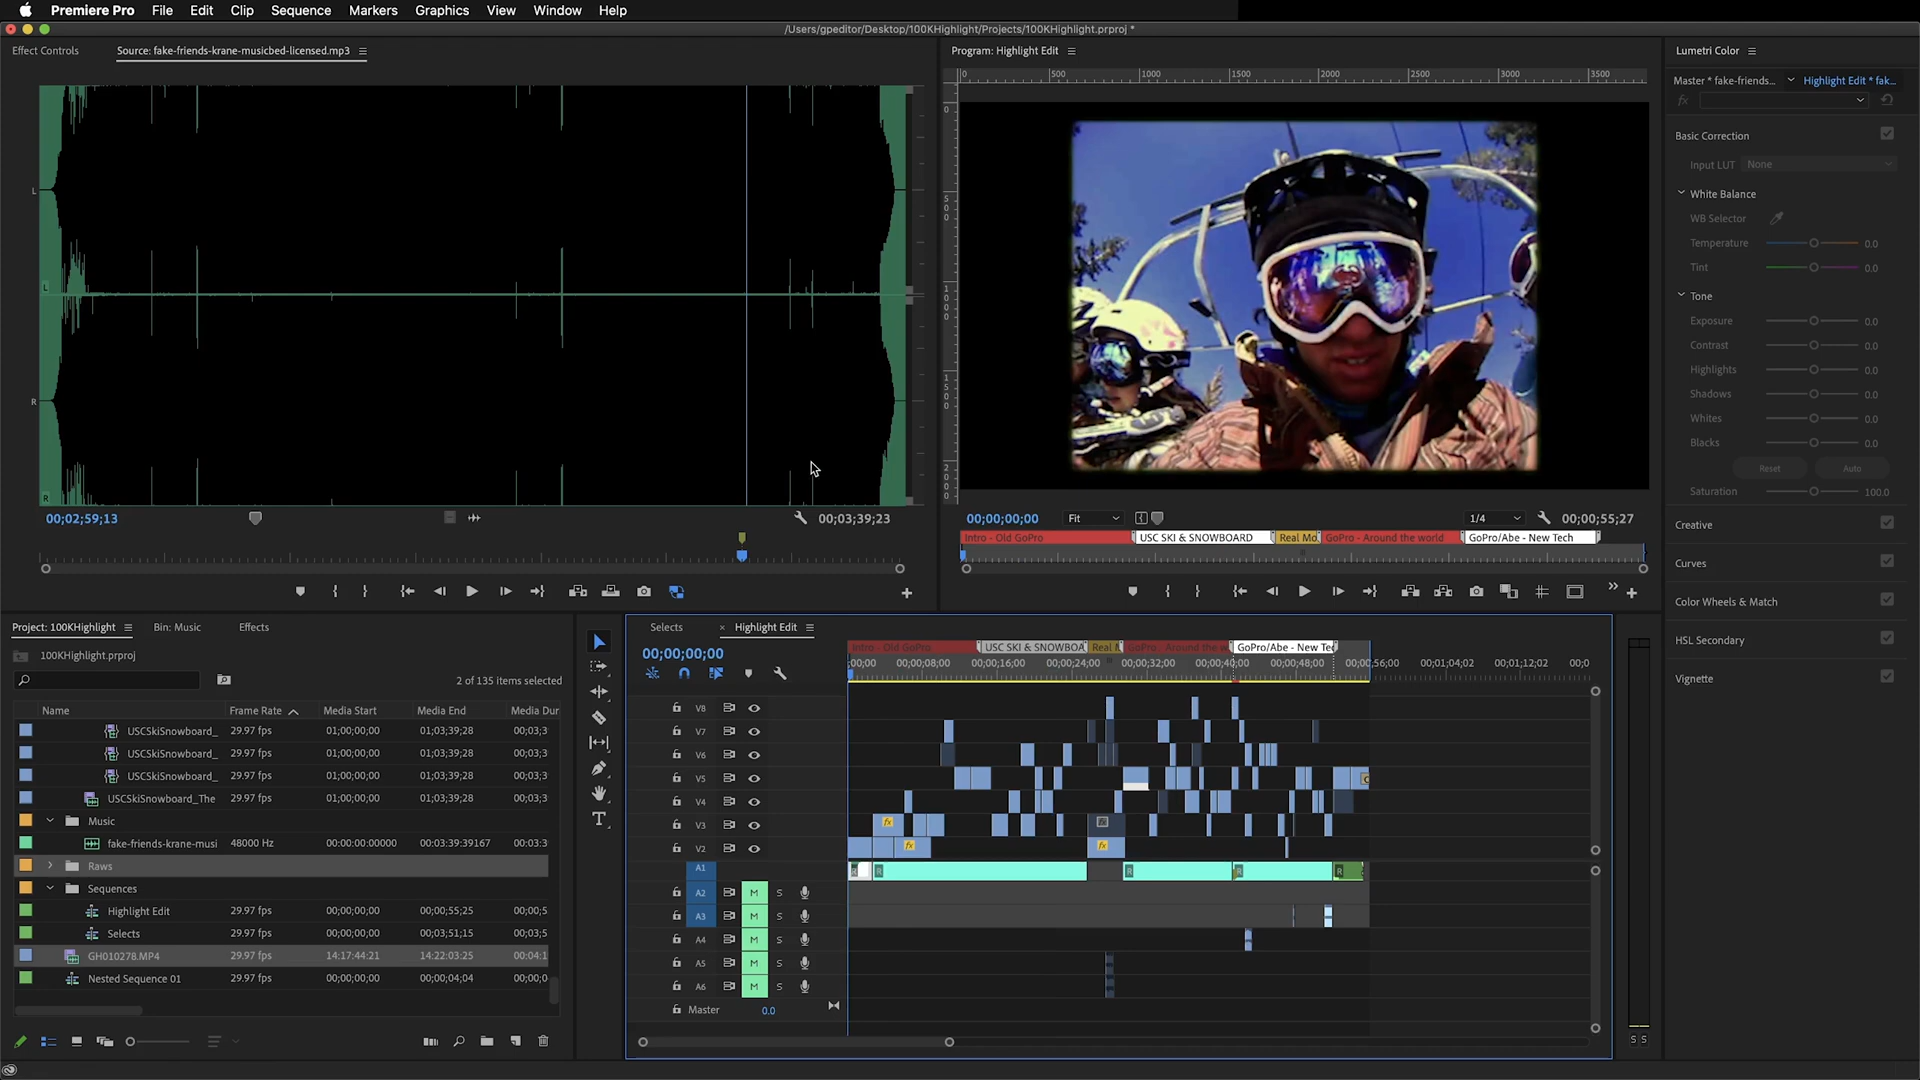 Premiere Pro File Edit Clip Sequence Markers Graphics View Window Help
/Users/gpeditor/Desktop/100KHighlight/Projects/100KHighlight.prproj *
Effect Controls
Source: fake-friends-krane-musicbed-licensed.mp3
L
L
R
R
00;02;59;13
00;03;39;23
Program: Highlight Edit
0 500 1000 1500 2000 2500 3000 3500
00;00;00;00
Fit
1/4
00;00;55;27
Intro - Old GoPro USC SKI & SNOWBOARD Real Mo GoPro - Around the world GoPro/Abe - New Tech
Lumetri Color
Master * fake-friends... Highlight Edit * fak...
fx
Basic Correction
Input LUT None
White Balance
WB Selector
Temperature 0.0
Tint 0.0
Tone
Exposure 0.0
Contrast 0.0
Highlights 0.0
Shadows 0.0
Whites 0.0
Blacks 0.0
Reset Auto
Saturation 100.0
Creative
Curves
Color Wheels & Match
HSL Secondary
Vignette
Project: 100KHighlight Bin: Music Effects
100KHighlight.prproj
2 of 135 items selected
Name Frame Rate Media Start Media End Media Dur
USCSkiSnowboard_ 29.97 fps 01;00;00;00 01;03;39;28 00;03;3
USCSkiSnowboard_ 29.97 fps 01;00;00;00 01;03;39;28 00;03;3
USCSkiSnowboard_ 29.97 fps 01;00;00;00 01;03;39;28 00;03;3
USCSkiSnowboard_The 29.97 fps 01;00;00;00 01;03;39;28 00;03;3
Music
fake-friends-krane-musi 48000 Hz 00:00:00:00000 00:03:39:39167 00:03:3
Raws
Sequences
Highlight Edit 29.97 fps 00;00;00;00 00;00;55;25 00;00;5
Selects 29.97 fps 00;00;00;00 00;03;51;15 00;03;5
GH010278.MP4 29.97 fps 14:17:44:21 14:22:03:25 00:04:1
Nested Sequence 01 29.97 fps 00;00;00;00 00;00;04;04 00;00;0
Selects × Highlight Edit
00;00;00;00
Intro - Old GoPro USC SKI & SNOWBOA Real M GoPro - Around the w GoPro/Abe - New Tec
;00;00 00;00;08;00 00;00;16;00 00;00;24;00 00;00;32;00 00;00;40;00 00;00;48;00 00;00;56;00 00;01;04;02 00;01;12;02 00;0
V8
V7
V6
V5
V4
V3 fx fx
V2 fx fx
A1 R R R R
A2 M S
A3 M S
A4 M S
A5 M S
A6 M S
Master 0.0
S S